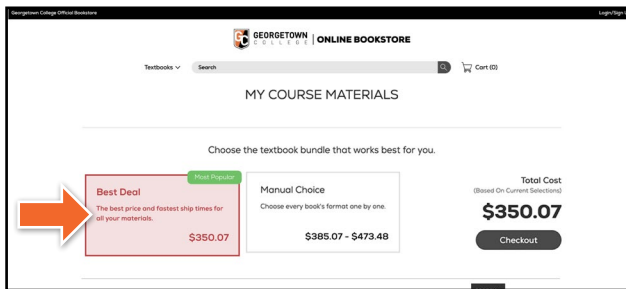 Georgetown College Official Bookstore
Login/Sign
GC GEORGETOWN COLLEGE | ONLINE BOOKSTORE
Textbooks
Search
Cart (0)
MY COURSE MATERIALS
Choose the textbook bundle that works best for you.
Most Popular
Best Deal
The best price and fastest ship times for
all your materials.
$350.07
Manual Choice
Choose every book's format one by one.
$385.07 - $473.48
Total Cost
(Based On Current Selections)
$350.07
Checkout